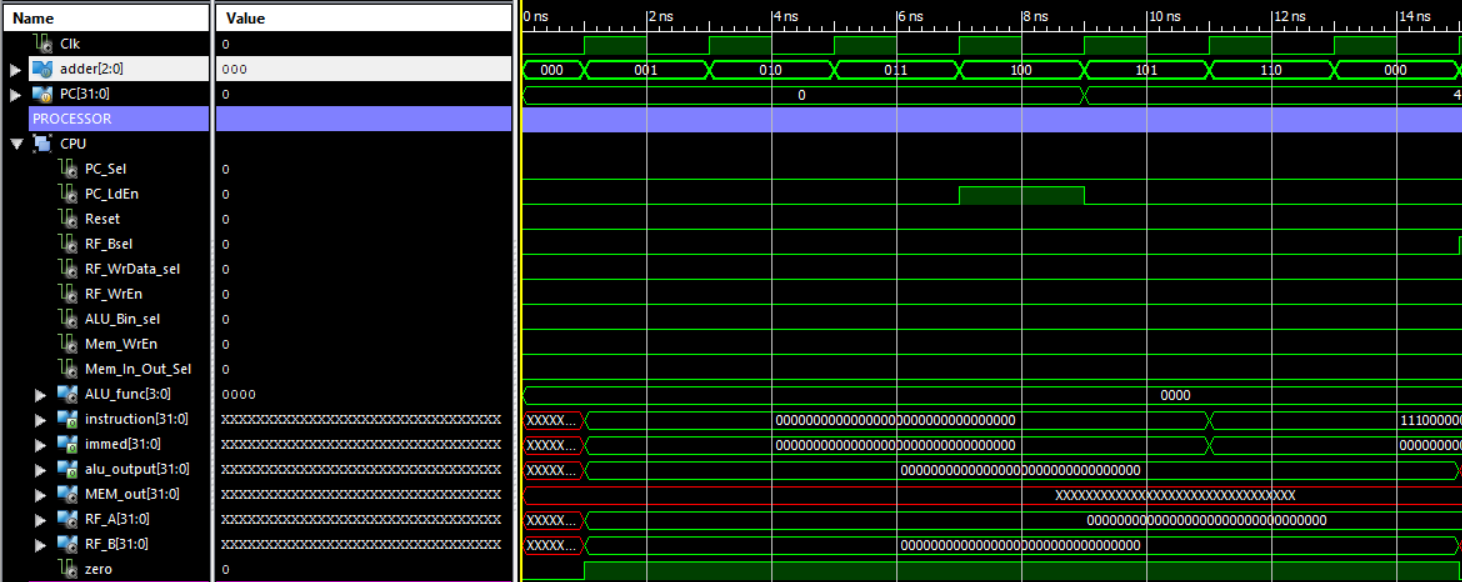 Name Value 0 ns 2 ns 4 ns 6 ns 8 ns 10 ns 12 ns 14 ns
Clk 0
adder[2:0] 000 000 001 010 011 100 101 110 000
PC[31:0] 0 0 4
PROCESSOR
CPU
PC_Sel 0
PC_LdEn 0
Reset 0
RF_Bsel 0
RF_WrData_sel 0
RF_WrEn 0
ALU_Bin_sel 0
Mem_WrEn 0
Mem_In_Out_Sel 0
ALU_func[3:0] 0000 0000
instruction[31:0] XXXXXXXXXXXXXXXXXXXXXXXXXXXXXXXX XXXXX... 00000000000000000000000000000000 111000000
immed[31:0] XXXXXXXXXXXXXXXXXXXXXXXXXXXXXXXX XXXXX... 00000000000000000000000000000000 000000000
alu_output[31:0] XXXXXXXXXXXXXXXXXXXXXXXXXXXXXXXX XXXXX... 00000000000000000000000000000000
MEM_out[31:0] XXXXXXXXXXXXXXXXXXXXXXXXXXXXXXXX XXXXXXXXXXXXXXXXXXXXXXXXXXXXXXXX
RF_A[31:0] XXXXXXXXXXXXXXXXXXXXXXXXXXXXXXXX XXXXX... 00000000000000000000000000000000
RF_B[31:0] XXXXXXXXXXXXXXXXXXXXXXXXXXXXXXXX XXXXX... 00000000000000000000000000000000
zero 0